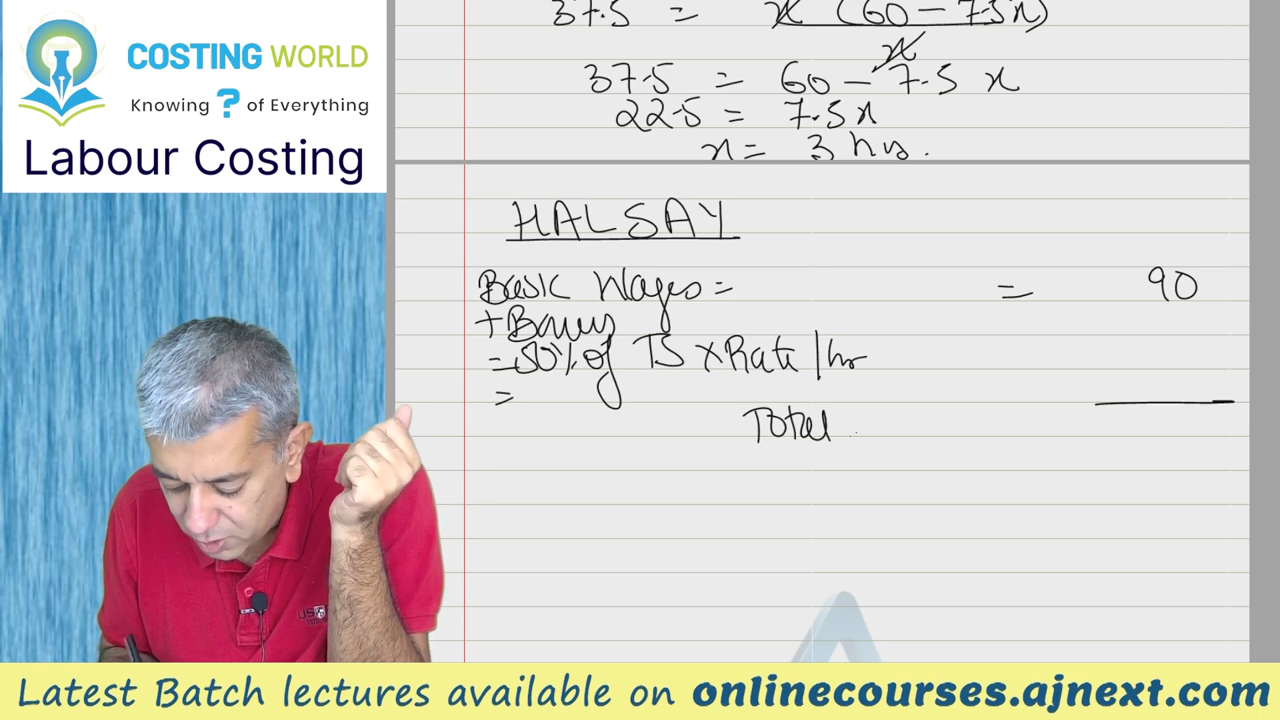 COSTING WORLD
Knowing ? of Everything
Labour Costing
37.5 = x (60 - 7.5x)
x
37.5 = 60 - 7.5 x
22.5 = 7.5x
x = 3 hrs.
HALSAY
Basic Wages = = 90
+ Bonus
= 50% of TS x Rate / hr
=
Total
Latest Batch lectures available on onlinecourses.ajnext.com